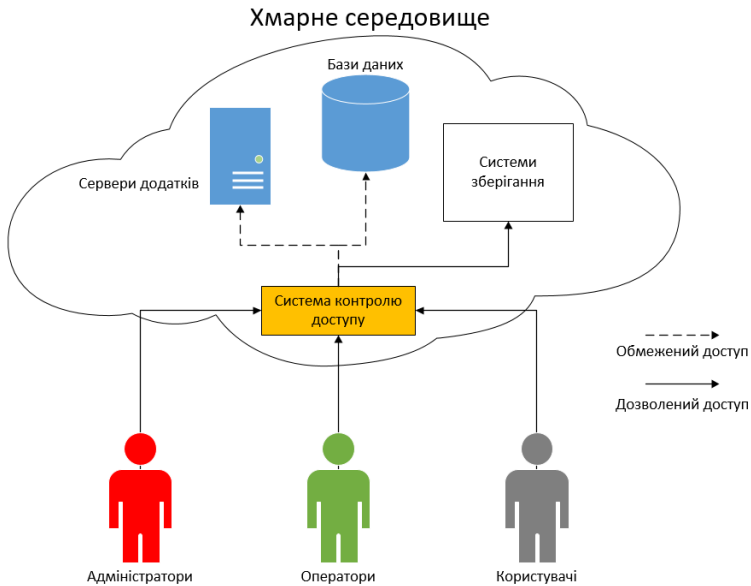 Хмарне середовище
Бази даних
Сервери додатків
Системи
зберігання
Система контролю
доступу
Обмежений доступ
Дозволений доступ
Адміністратори
Оператори
Користувачі